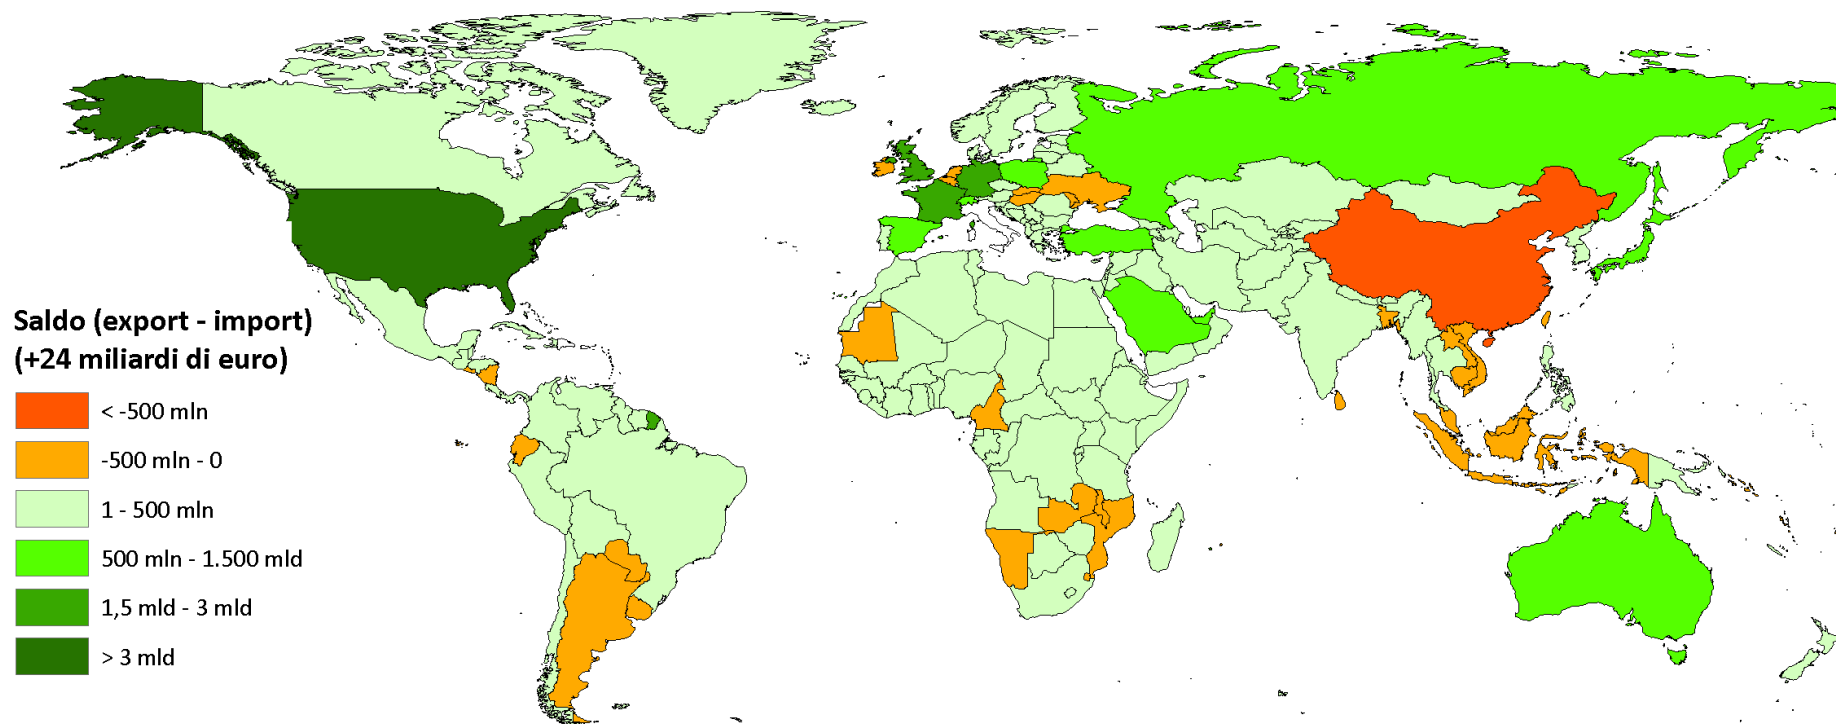 Saldo (export - import)
(+24 miliardi di euro)
< -500 mln
-500 mln - 0
1 - 500 mln
500 mln - 1.500 mld
1,5 mld - 3 mld
> 3 mld